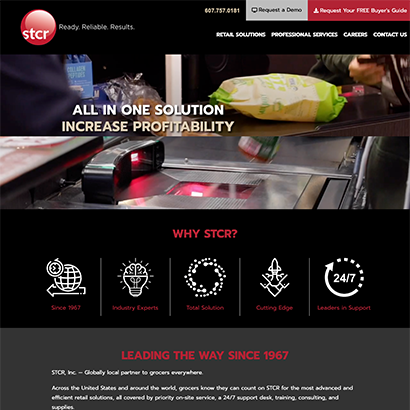 607.757.0181
Request a Demo
Request Your FREE Buyer's Guide
stcr
Ready. Reliable. Results.
RETAIL SOLUTIONS
PROFESSIONAL SERVICES
CAREERS
CONTACT US
ALL IN ONE SOLUTION
INCREASE PROFITABILITY
WHY STCR?
24/7
Since 1967
Industry Experts
Total Solution
Cutting Edge
Leaders in Support
LEADING THE WAY SINCE 1967
STCR, Inc. – Globally local partner to grocers everywhere.
Across the United States and around the world, grocers know they can count on STCR for the most advanced and
efficient retail solutions, all covered by priority on-site service, a 24/7 support desk, training, consulting, and
supplies.